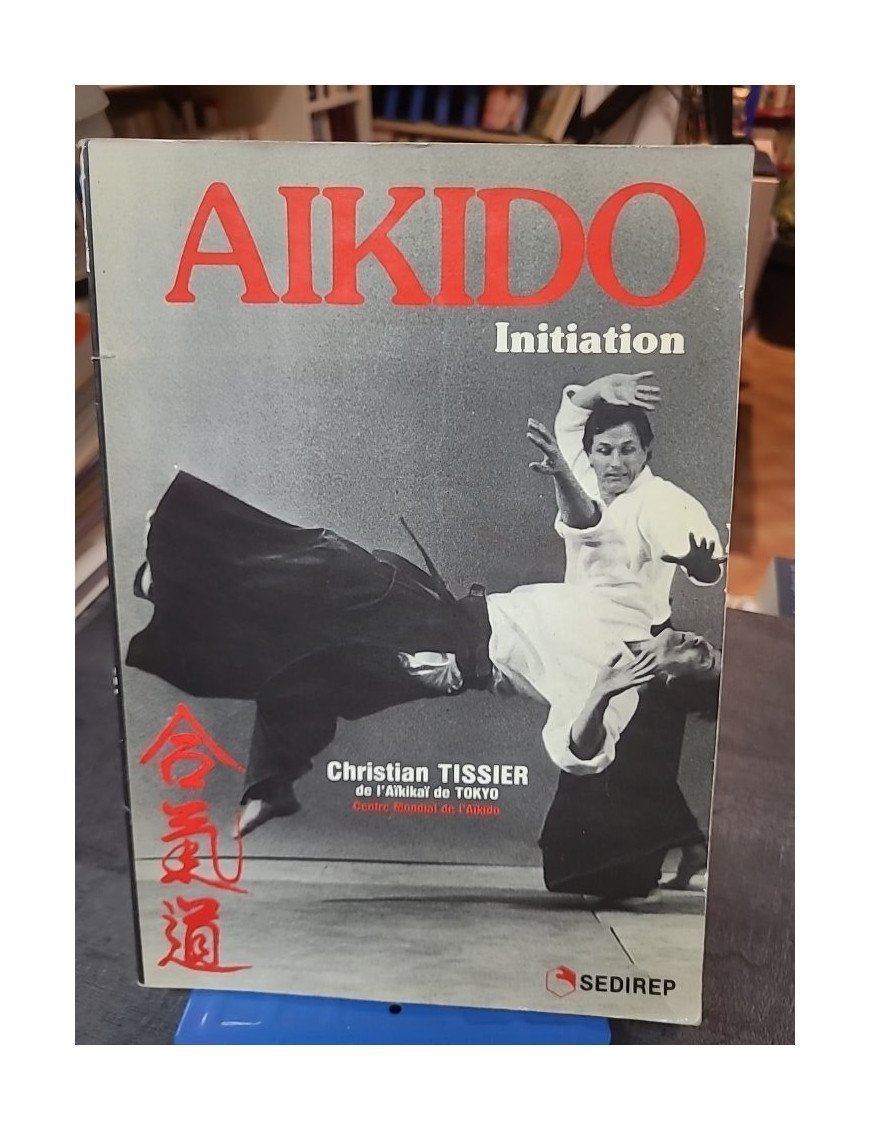 AIKIDO
Initiation
Christian TISSIER
de l'Aïkikaï de TOKYO
Centre Mondial de l'Aïkido
合
氣
道
SEDIREP